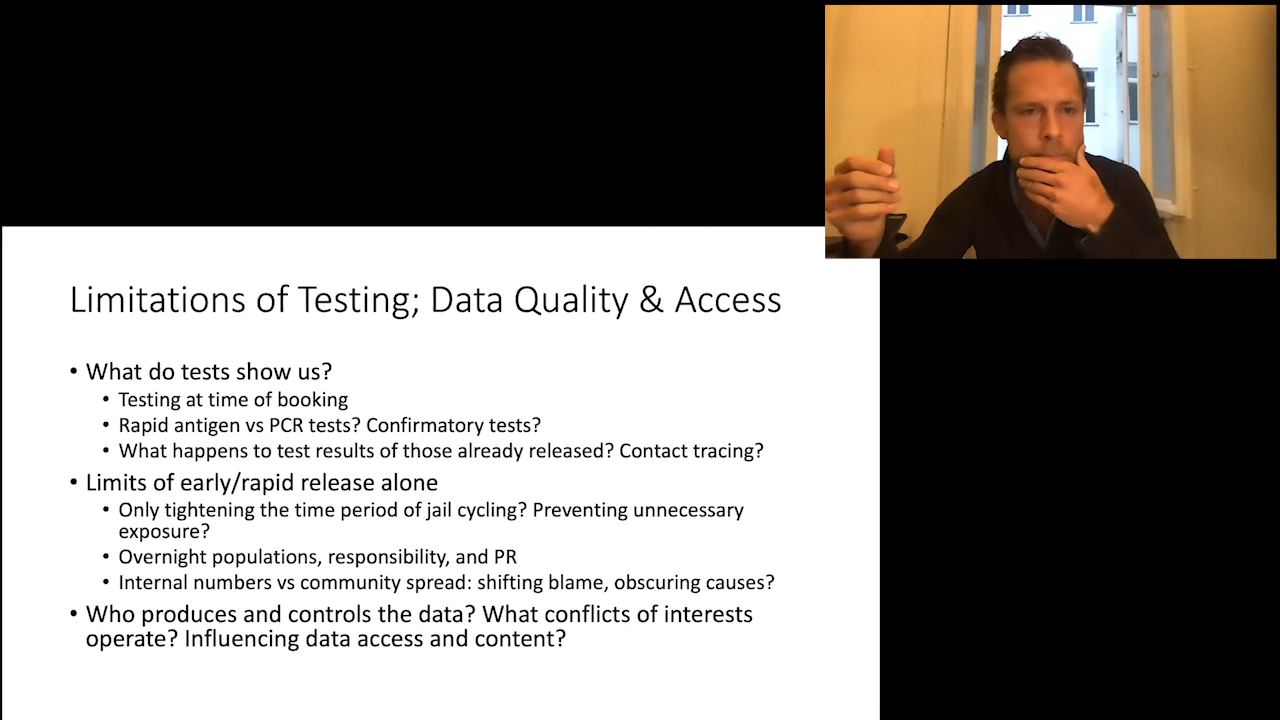 Limitations of Testing; Data Quality & Access
• What do tests show us?
• Testing at time of booking
• Rapid antigen vs PCR tests? Confirmatory tests?
• What happens to test results of those already released? Contact tracing?
• Limits of early/rapid release alone
• Only tightening the time period of jail cycling? Preventing unnecessary
exposure?
• Overnight populations, responsibility, and PR
• Internal numbers vs community spread: shifting blame, obscuring causes?
• Who produces and controls the data? What conflicts of interests
operate? Influencing data access and content?